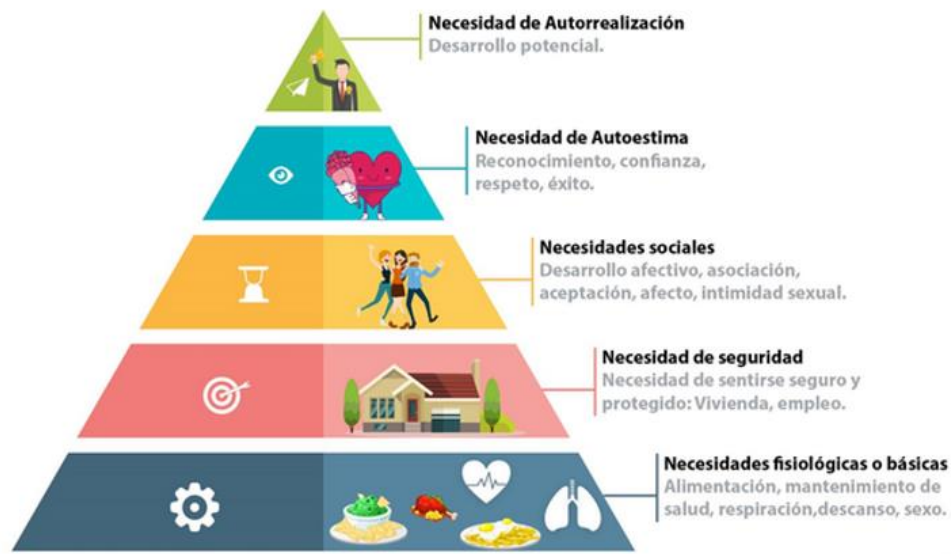 Necesidad de Autorrealización
Desarrollo potencial.
Necesidad de Autoestima
Reconocimiento, confianza,
respeto, éxito.
Necesidades sociales
Desarrollo afectivo, asociación,
aceptación, afecto, intimidad sexual.
Necesidad de seguridad
Necesidad de sentirse seguro y
protegido: Vivienda, empleo.
Necesidades fisiológicas o básicas
Alimentación, mantenimiento de
salud, respiración,descanso, sexo.